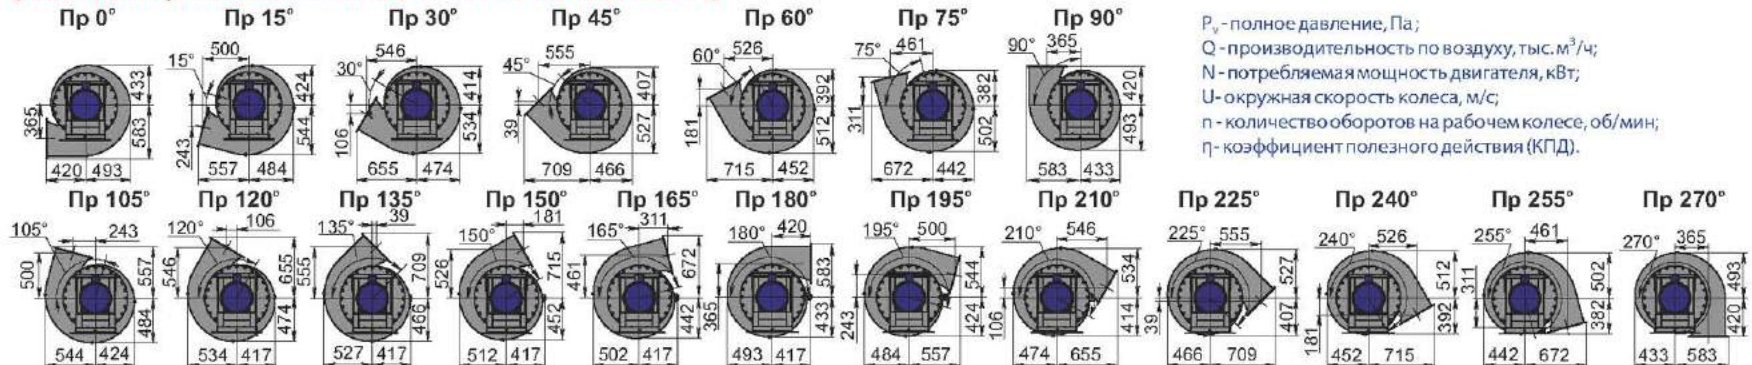 Пр 0° Пр 15° Пр 30° Пр 45° Пр 60° Пр 75° Пр 90°
365 433 583 420 493
15° 500 424 544 243 557 484
30° 546 414 534 106 655 474
45° 555 407 527 39 709 466
60° 526 392 512 181 715 452
75° 461 382 502 311 672 442
90° 365 420 493 583 433
Pᵥ - полное давление, Па;
Q - производительность по воздуху, тыс. м³/ч;
N - потребляемая мощность двигателя, кВт;
U - окружная скорость колеса, м/с;
n - количество оборотов на рабочем колесе, об/мин;
η - коэффициент полезного действия (КПД).
Пр 105° Пр 120° Пр 135° Пр 150° Пр 165° Пр 180° Пр 195° Пр 210° Пр 225° Пр 240° Пр 255° Пр 270°
105° 243 500 557 484 544 424
120° 106 546 655 474 534 417
135° 39 555 709 466 527 417
150° 181 526 715 452 512 417
165° 311 461 672 442 502 417
180° 420 365 583 433 493 417
195° 500 243 544 424 484 557
210° 546 106 534 414 474 655
225° 555 39 527 407 466 709
240° 526 181 512 392 452 715
255° 461 311 502 382 442 672
270° 365 493 420 433 583